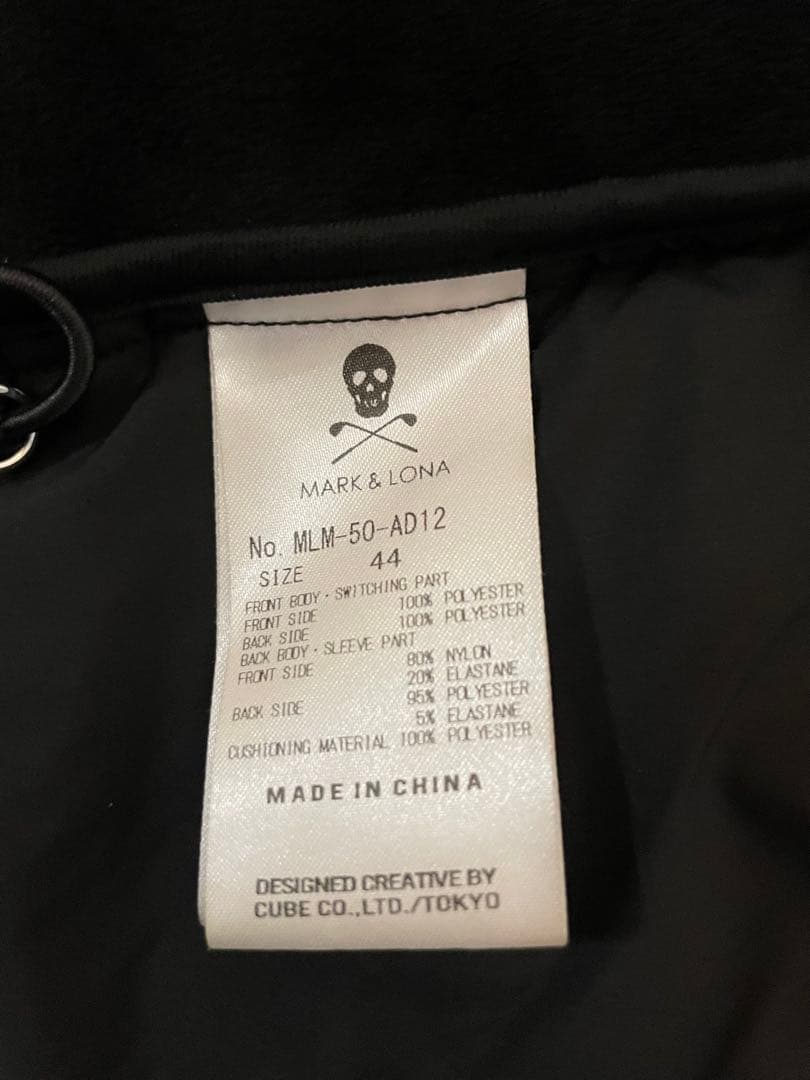 MARK & LONA
No. MLM-50-AD12
SIZE 44
FRONT BODY・SWITCHING PART
FRONT SIDE 100% POLYESTER
BACK SIDE 100% POLYESTER
BACK BODY・SLEEVE PART
FRONT SIDE 80% NYLON
20% ELASTANE
BACK SIDE 95% POLYESTER
5% ELASTANE
CUSHIONING MATERIAL 100% POLYESTER
MADE IN CHINA
DESIGNED CREATIVE BY
CUBE CO.,LTD./TOKYO